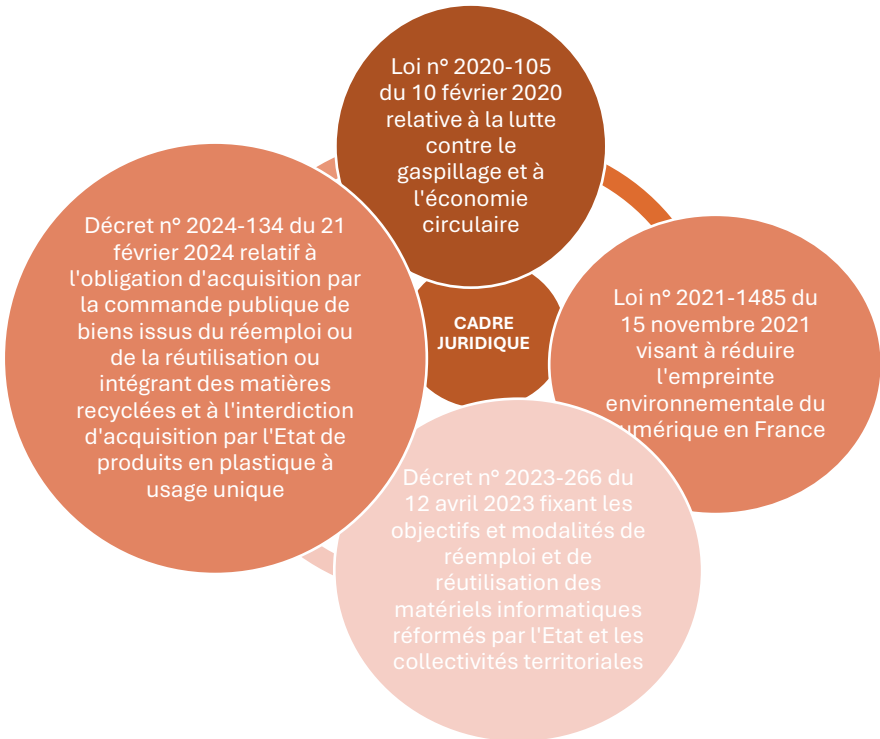 Loi n° 2020-105
du 10 février 2020
relative à la lutte
contre le
gaspillage et à
l'économie
circulaire
CADRE
JURIDIQUE
Loi n° 2021-1485 du
15 novembre 2021
visant à réduire
l'empreinte
environnementale du
numérique en France
Décret n° 2023-266 du
12 avril 2023 fixant les
objectifs et modalités de
réemploi et de
réutilisation des
matériels informatiques
réformés par l'Etat et les
collectivités territoriales
Décret n° 2024-134 du 21
février 2024 relatif à
l'obligation d'acquisition par
la commande publique de
biens issus du réemploi ou
de la réutilisation ou
intégrant des matières
recyclées et à l'interdiction
d'acquisition par l'Etat de
produits en plastique à
usage unique